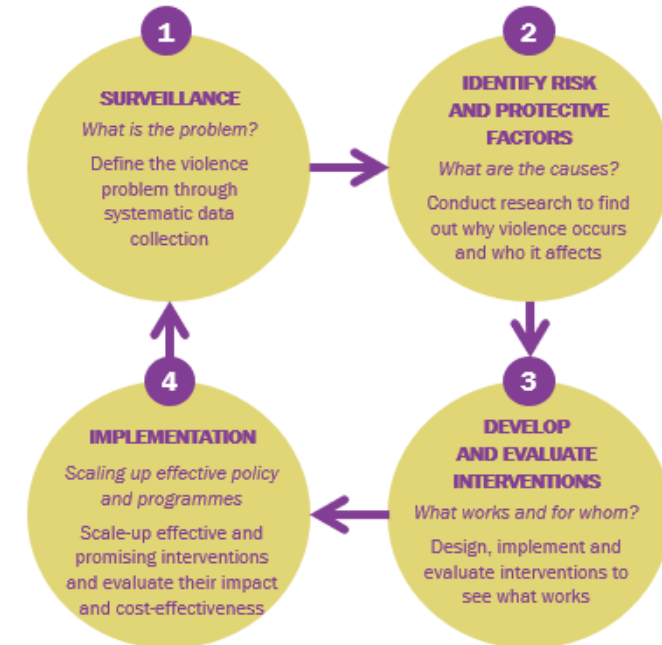 1
SURVEILLANCE
What is the problem?
Define the violence
problem through
systematic data
collection
2
IDENTIFY RISK
AND PROTECTIVE
FACTORS
What are the causes?
Conduct research to find
out why violence occurs
and who it affects
3
DEVELOP
AND EVALUATE
INTERVENTIONS
What works and for whom?
Design, implement and
evaluate interventions to
see what works
4
IMPLEMENTATION
Scaling up effective policy
and programmes
Scale-up effective and
promising interventions
and evaluate their impact
and cost-effectiveness